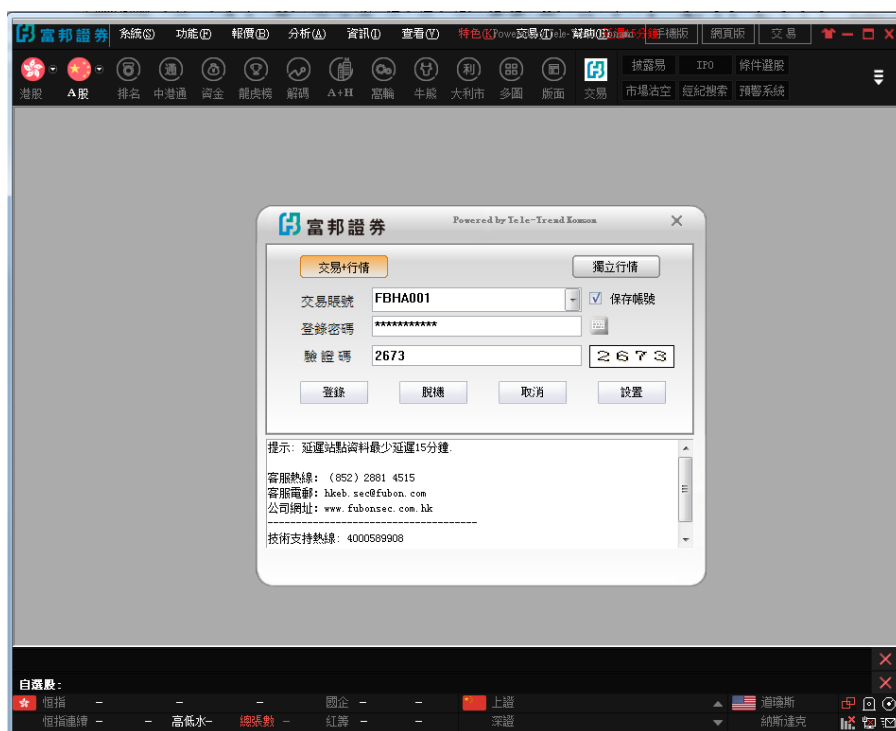 富邦證券 系統(S) 功能(F) 報價(B) 分析(A) 資訊(I) 查看(V) 特色(K) 交易(T) 幫助(H) 手機版 網頁版 交易
港股 A股 排名 中港通 資金 龍虎榜 解碼 A+H 窩輪 牛熊 大利市 多圖 版面 交易
披露易 IPO 條件選股
市場沽空 經紀搜索 預警系統
富邦證券 Powered by Tele-Trend Konson
交易+行情 獨立行情
交易賬號 FBHA001 保存帳號
登錄密碼 ***********
驗證碼 2673 2673
登錄 脫機 取消 設置
提示: 延遲站點資料最少延遲15分鐘.
客服熱線: (852) 2881 4515
客服電郵: hkeb.sec@fubon.com
公司網址: www.fubonsec.com.hk
-------------------------------------
技術支持熱線: 4000589908
自選股:
恒指 - - - 國企 - - 上證 道瓊斯
恒指連續 - - 高低水- 總張數 - 紅籌 - - 深證 納斯達克